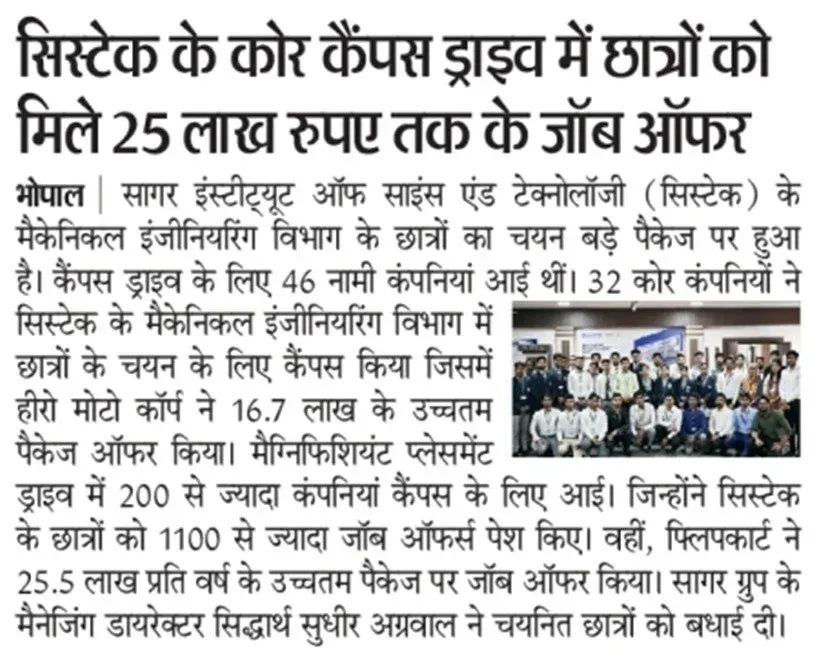 सिस्टेक के कोर कैंपस ड्राइव में छात्रों को
मिले 25 लाख रुपए तक के जॉब ऑफर
भोपाल | सागर इंस्टीट्यूट ऑफ साइंस एंड टेक्नोलॉजी (सिस्टेक) के
मैकेनिकल इंजीनियरिंग विभाग के छात्रों का चयन बड़े पैकेज पर हुआ
है। कैंपस ड्राइव के लिए 46 नामी कंपनियां आई थीं। 32 कोर कंपनियों ने
सिस्टेक के मैकेनिकल इंजीनियरिंग विभाग में
छात्रों के चयन के लिए कैंपस किया जिसमें
हीरो मोटो कॉर्प ने 16.7 लाख के उच्चतम
पैकेज ऑफर किया। मैग्निफिशियंट प्लेसमेंट
ड्राइव में 200 से ज्यादा कंपनियां कैंपस के लिए आई। जिन्होंने सिस्टेक
के छात्रों को 1100 से ज्यादा जॉब ऑफर्स पेश किए। वहीं, फ्लिपकार्ट ने
25.5 लाख प्रति वर्ष के उच्चतम पैकेज पर जॉब ऑफर किया। सागर ग्रुप के
मैनेजिंग डायरेक्टर सिद्धार्थ सुधीर अग्रवाल ने चयनित छात्रों को बधाई दी।